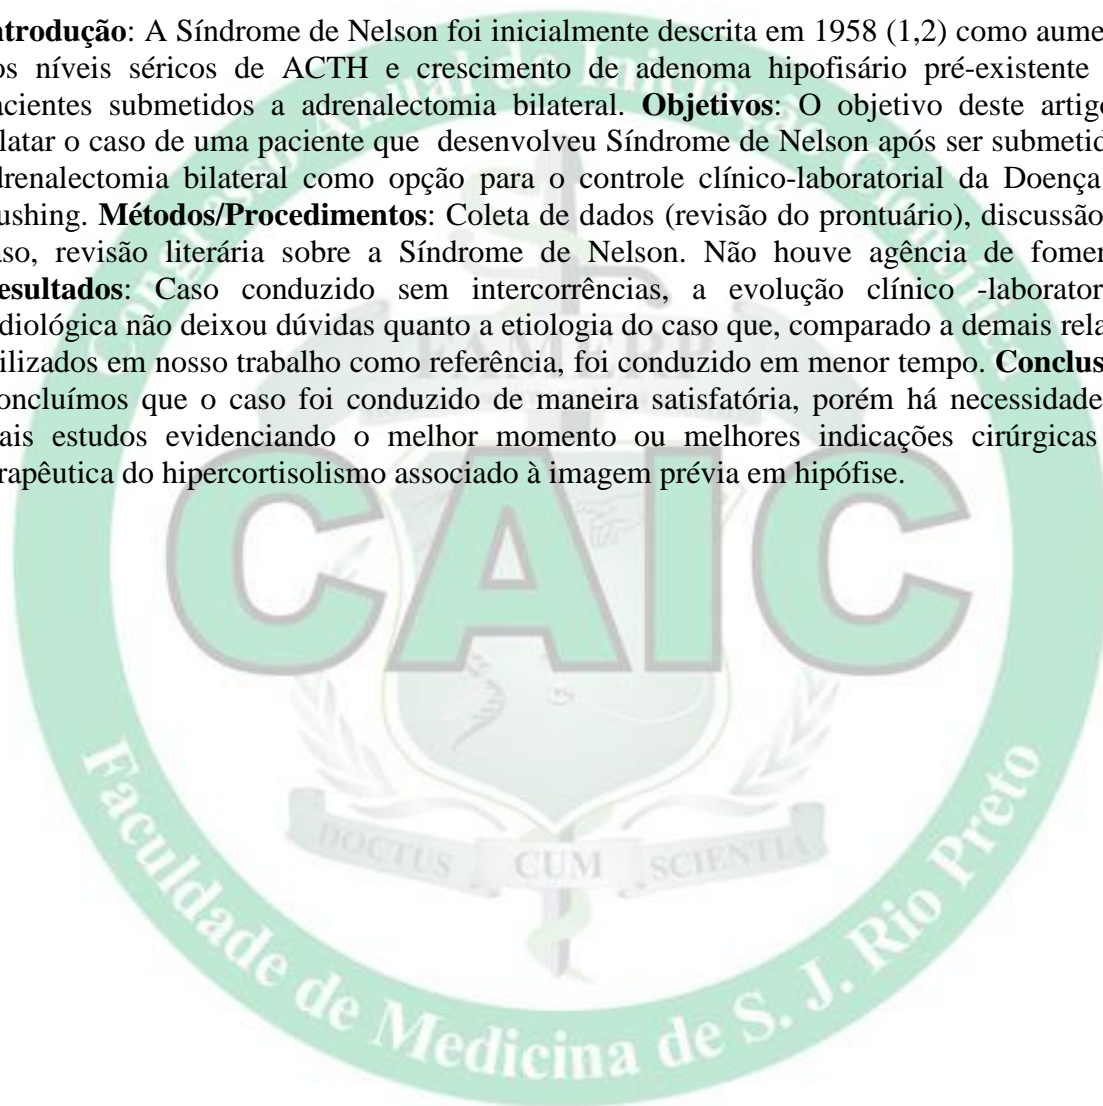 ntrodução: A Síndrome de Nelson foi inicialmente descrita em 1958 (1,2) como aume
os níveis séricos de ACTH e crescimento de adenoma hipofisário pré-existente
acientes submetidos a adrenalectomia bilateral. Objetivos: O objetivo deste artigo
latar o caso de uma paciente que desenvolveu Síndrome de Nelson após ser submetid
drenalectomia bilateral como opção para o controle clínico-laboratorial da Doença
ushing. Métodos/Procedimentos: Coleta de dados (revisão do prontuário), discussão
aso, revisão literária sobre a Síndrome de Nelson. Não houve agência de fomen
esultados: Caso conduzido sem intercorrências, a evolução clínico -laborator
diológica não deixou dúvidas quanto a etiologia do caso que, comparado a demais rela
ilizados em nosso trabalho como referência, foi conduzido em menor tempo. Conclus
oncluímos que o caso foi conduzido de maneira satisfatória, porém há necessidade
ais estudos evidenciando o melhor momento ou melhores indicações cirúrgicas
rapêutica do hipercortisolismo associado à imagem prévia em hipófise.
Congresso Anual de Iniciação Científica
FAMERP
CAIC
DOCTUS CUM SCIENTIA
Faculdade de Medicina de S. J. Rio Preto